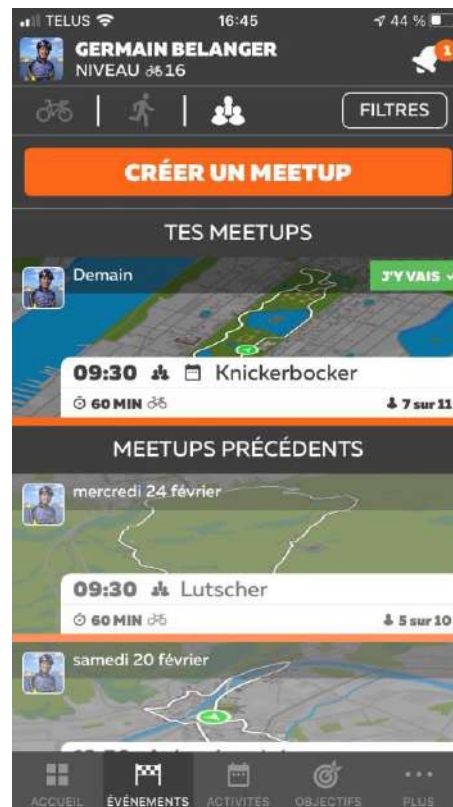 TELUS 16:45 44 %
GERMAIN BELANGER 1
NIVEAU 16
FILTRES
CRÉER UN MEETUP
TES MEETUPS
Demain J'Y VAIS
09:30 Knickerbocker
60 MIN 7 sur 11
MEETUPS PRÉCÉDENTS
mercredi 24 février
09:30 Lutscher
60 MIN 5 sur 10
samedi 20 février
ACCUEIL ÉVÉNEMENTS ACTIVITÉS OBJECTIFS PLUS